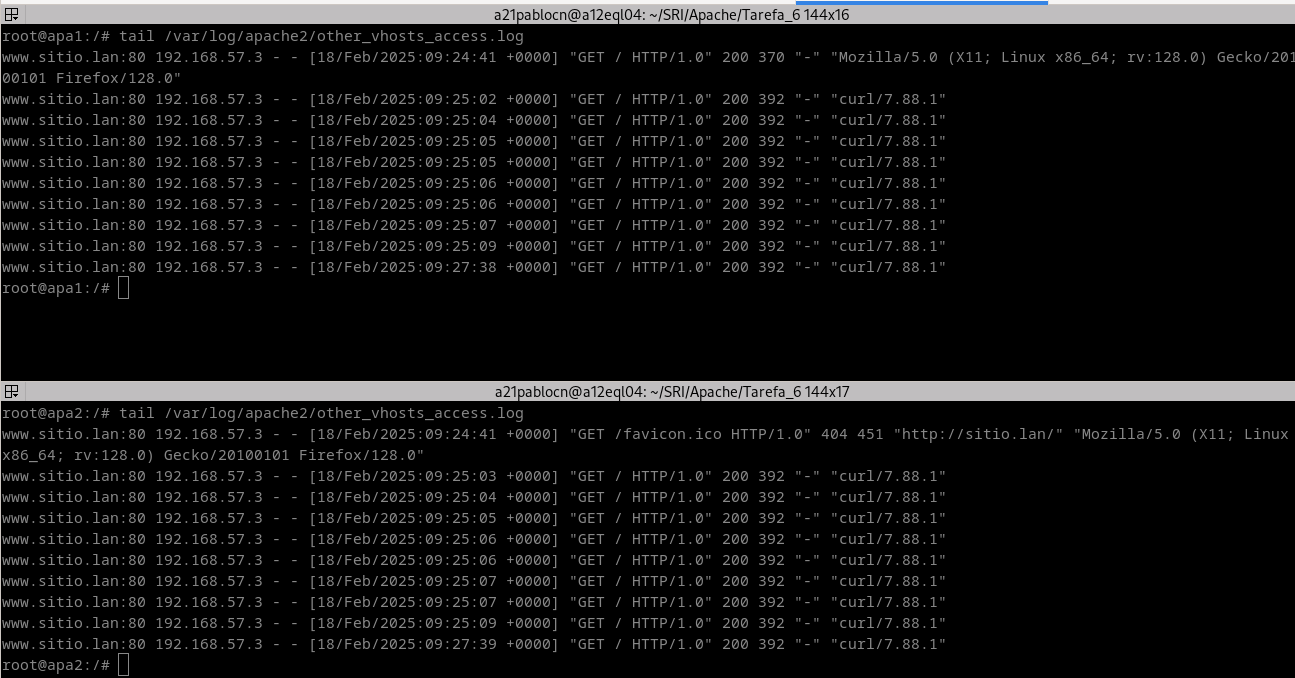 a21pablocn@a12eql04: ~/SRI/Apache/Tarefa_6 144x16
root@apa1:/# tail /var/log/apache2/other_vhosts_access.log
www.sitio.lan:80 192.168.57.3 - - [18/Feb/2025:09:24:41 +0000] "GET / HTTP/1.0" 200 370 "-" "Mozilla/5.0 (X11; Linux x86_64; rv:128.0) Gecko/201
00101 Firefox/128.0"
www.sitio.lan:80 192.168.57.3 - - [18/Feb/2025:09:25:02 +0000] "GET / HTTP/1.0" 200 392 "-" "curl/7.88.1"
www.sitio.lan:80 192.168.57.3 - - [18/Feb/2025:09:25:04 +0000] "GET / HTTP/1.0" 200 392 "-" "curl/7.88.1"
www.sitio.lan:80 192.168.57.3 - - [18/Feb/2025:09:25:05 +0000] "GET / HTTP/1.0" 200 392 "-" "curl/7.88.1"
www.sitio.lan:80 192.168.57.3 - - [18/Feb/2025:09:25:05 +0000] "GET / HTTP/1.0" 200 392 "-" "curl/7.88.1"
www.sitio.lan:80 192.168.57.3 - - [18/Feb/2025:09:25:06 +0000] "GET / HTTP/1.0" 200 392 "-" "curl/7.88.1"
www.sitio.lan:80 192.168.57.3 - - [18/Feb/2025:09:25:06 +0000] "GET / HTTP/1.0" 200 392 "-" "curl/7.88.1"
www.sitio.lan:80 192.168.57.3 - - [18/Feb/2025:09:25:07 +0000] "GET / HTTP/1.0" 200 392 "-" "curl/7.88.1"
www.sitio.lan:80 192.168.57.3 - - [18/Feb/2025:09:25:09 +0000] "GET / HTTP/1.0" 200 392 "-" "curl/7.88.1"
www.sitio.lan:80 192.168.57.3 - - [18/Feb/2025:09:27:38 +0000] "GET / HTTP/1.0" 200 392 "-" "curl/7.88.1"
root@apa1:/#
a21pablocn@a12eql04: ~/SRI/Apache/Tarefa_6 144x17
root@apa2:/# tail /var/log/apache2/other_vhosts_access.log
www.sitio.lan:80 192.168.57.3 - - [18/Feb/2025:09:24:41 +0000] "GET /favicon.ico HTTP/1.0" 404 451 "http://sitio.lan/" "Mozilla/5.0 (X11; Linux
x86_64; rv:128.0) Gecko/20100101 Firefox/128.0"
www.sitio.lan:80 192.168.57.3 - - [18/Feb/2025:09:25:03 +0000] "GET / HTTP/1.0" 200 392 "-" "curl/7.88.1"
www.sitio.lan:80 192.168.57.3 - - [18/Feb/2025:09:25:04 +0000] "GET / HTTP/1.0" 200 392 "-" "curl/7.88.1"
www.sitio.lan:80 192.168.57.3 - - [18/Feb/2025:09:25:05 +0000] "GET / HTTP/1.0" 200 392 "-" "curl/7.88.1"
www.sitio.lan:80 192.168.57.3 - - [18/Feb/2025:09:25:06 +0000] "GET / HTTP/1.0" 200 392 "-" "curl/7.88.1"
www.sitio.lan:80 192.168.57.3 - - [18/Feb/2025:09:25:06 +0000] "GET / HTTP/1.0" 200 392 "-" "curl/7.88.1"
www.sitio.lan:80 192.168.57.3 - - [18/Feb/2025:09:25:07 +0000] "GET / HTTP/1.0" 200 392 "-" "curl/7.88.1"
www.sitio.lan:80 192.168.57.3 - - [18/Feb/2025:09:25:07 +0000] "GET / HTTP/1.0" 200 392 "-" "curl/7.88.1"
www.sitio.lan:80 192.168.57.3 - - [18/Feb/2025:09:25:09 +0000] "GET / HTTP/1.0" 200 392 "-" "curl/7.88.1"
www.sitio.lan:80 192.168.57.3 - - [18/Feb/2025:09:27:39 +0000] "GET / HTTP/1.0" 200 392 "-" "curl/7.88.1"
root@apa2:/#